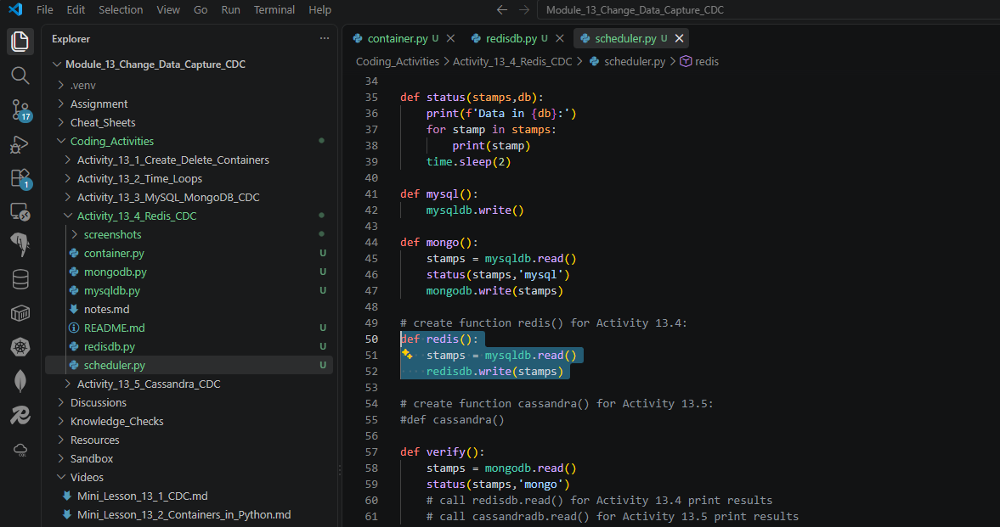 File Edit Selection View Go Run Terminal Help
Module_13_Change_Data_Capture_CDC
Explorer
Module_13_Change_Data_Capture_CDC
.venv
Assignment
Cheat_Sheets
Coding_Activities
Activity_13_1_Create_Delete_Containers
Activity_13_2_Time_Loops
Activity_13_3_MySQL_MongoDB_CDC
Activity_13_4_Redis_CDC
screenshots
container.py U
mongodb.py U
mysqldb.py U
notes.md
README.md U
redisdb.py U
scheduler.py U
Activity_13_5_Cassandra_CDC
Discussions
Knowledge_Checks
Resources
Sandbox
Videos
Mini_Lesson_13_1_CDC.md
Mini_Lesson_13_2_Containers_in_Python.md
17
1
container.py U redisdb.py U scheduler.py U
Coding_Activities > Activity_13_4_Redis_CDC > scheduler.py > redis
34
35 def status(stamps,db):
36     print(f'Data in {db}:')
37     for stamp in stamps:
38         print(stamp)
39     time.sleep(2)
40
41 def mysql():
42     mysqldb.write()
43
44 def mongo():
45     stamps = mysqldb.read()
46     status(stamps,'mysql')
47     mongodb.write(stamps)
48
49 # create function redis() for Activity 13.4:
50 def redis():
51     stamps = mysqldb.read()
52     redisdb.write(stamps)
53
54 # create function cassandra() for Activity 13.5:
55 #def cassandra()
56
57 def verify():
58     stamps = mongodb.read()
59     status(stamps,'mongo')
60     # call redisdb.read() for Activity 13.4 print results
61     # call cassandradb.read() for Activity 13.5 print results